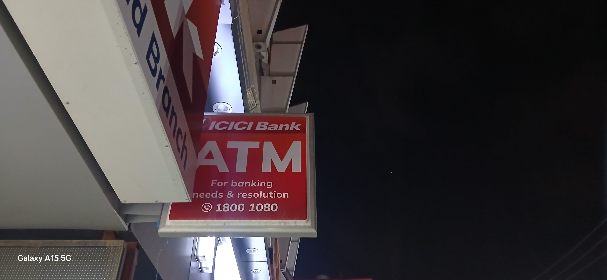 d Branch
ICICI Bank
ATM
For banking
needs & resolution
1800 1080
Galaxy A15 5G